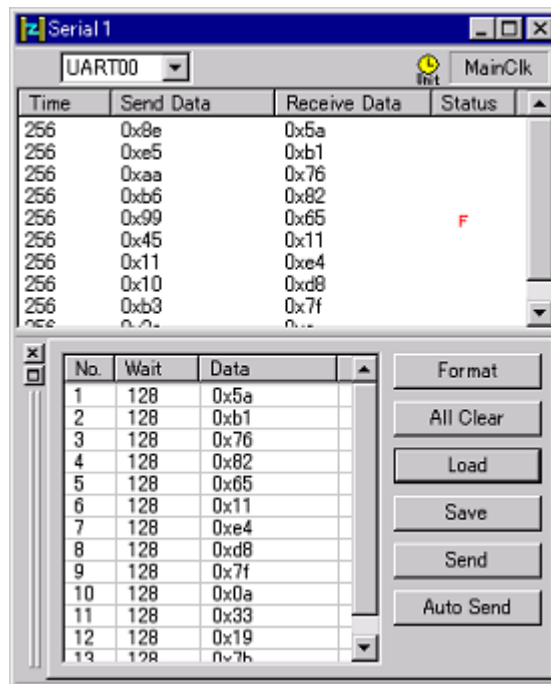 Serial 1
UART00 Init MainClk
Time Send Data Receive Data Status
256 0x8e 0x5a
256 0xe5 0xb1
256 0xaa 0x76
256 0xb6 0x82
256 0x99 0x65 F
256 0x45 0x11
256 0x11 0xe4
256 0x10 0xd8
256 0xb3 0x7f
256
No. Wait Data
1 128 0x5a
2 128 0xb1
3 128 0x76
4 128 0x82
5 128 0x65
6 128 0x11
7 128 0xe4
8 128 0xd8
9 128 0x7f
10 128 0x0a
11 128 0x33
12 128 0x19
13 128 0x7b
Format
All Clear
Load
Save
Send
Auto Send